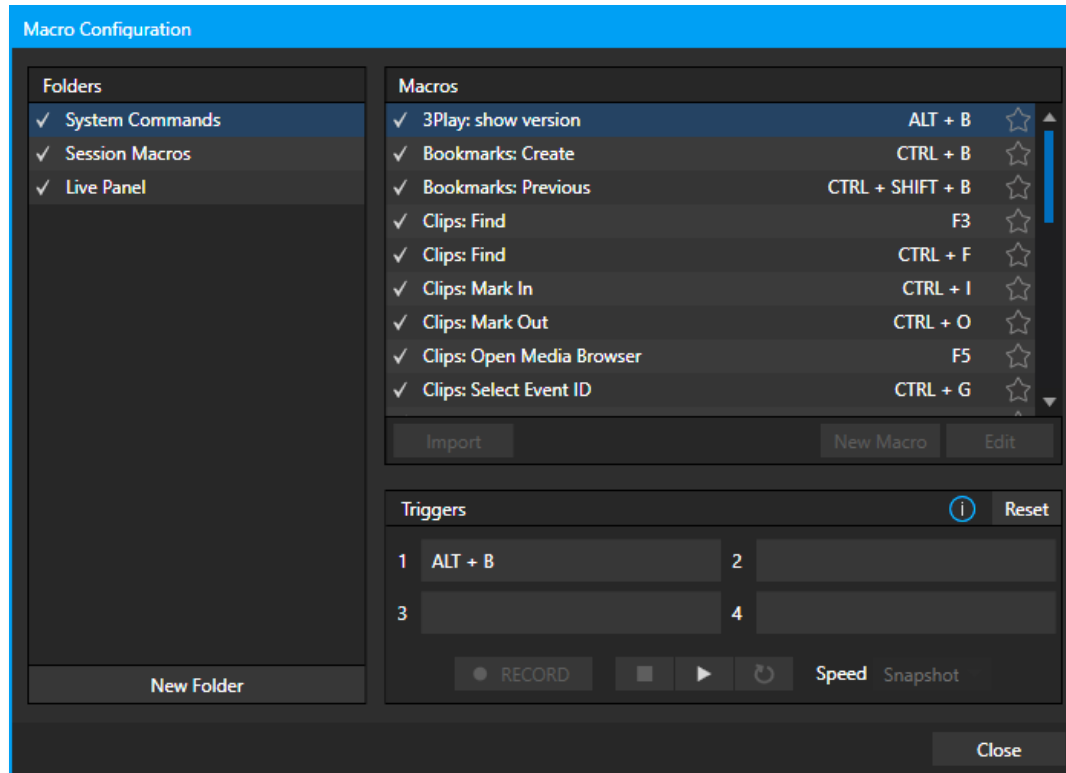 Macro Configuration
Folders
System Commands
Session Macros
Live Panel
New Folder
Macros
3Play: show version ALT + B
Bookmarks: Create CTRL + B
Bookmarks: Previous CTRL + SHIFT + B
Clips: Find F3
Clips: Find CTRL + F
Clips: Mark In CTRL + I
Clips: Mark Out CTRL + O
Clips: Open Media Browser F5
Clips: Select Event ID CTRL + G
Import New Macro Edit
Triggers i Reset
1 ALT + B 2
3 4
RECORD Speed Snapshot
Close